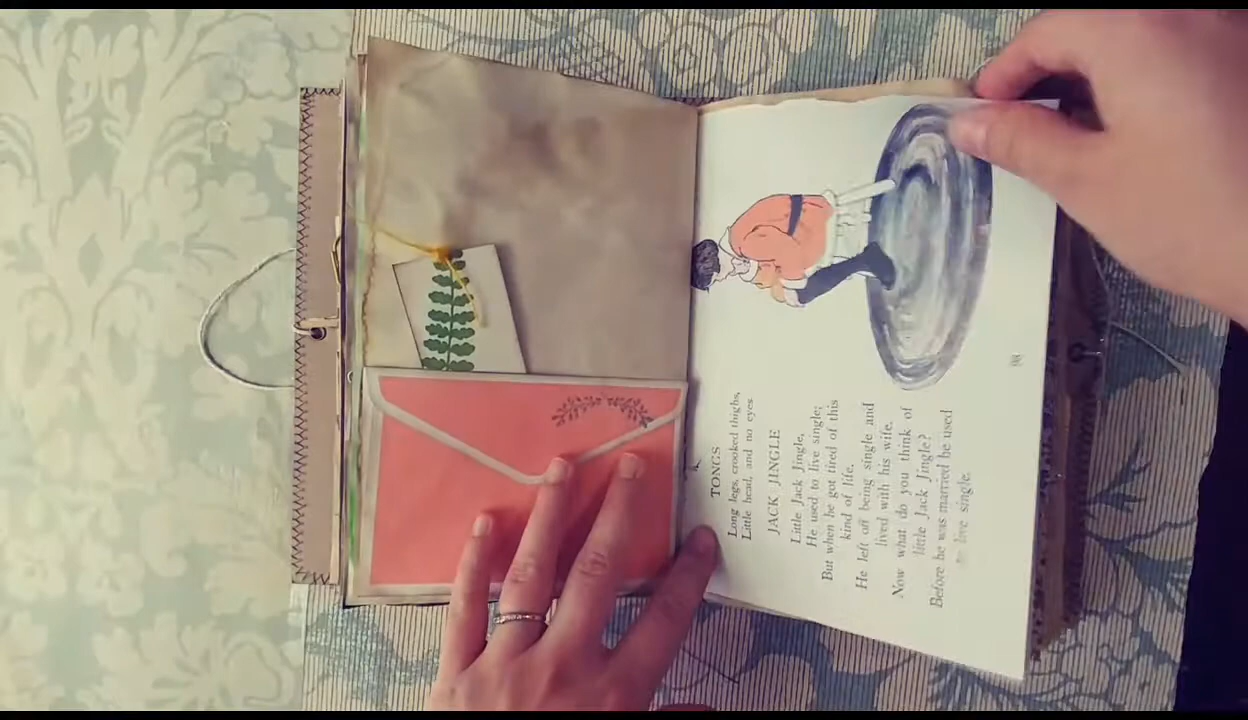 TONGS
Long legs, crooked thighs,
Little head, and no eyes
JACK JINGLE
Little Jack Jingle,
He used to live single;
But when he got tired of this
kind of life,
He left off being single and
lived with his wife.
Now what do you think of
little Jack Jingle?
Before he was married he used
to live single.